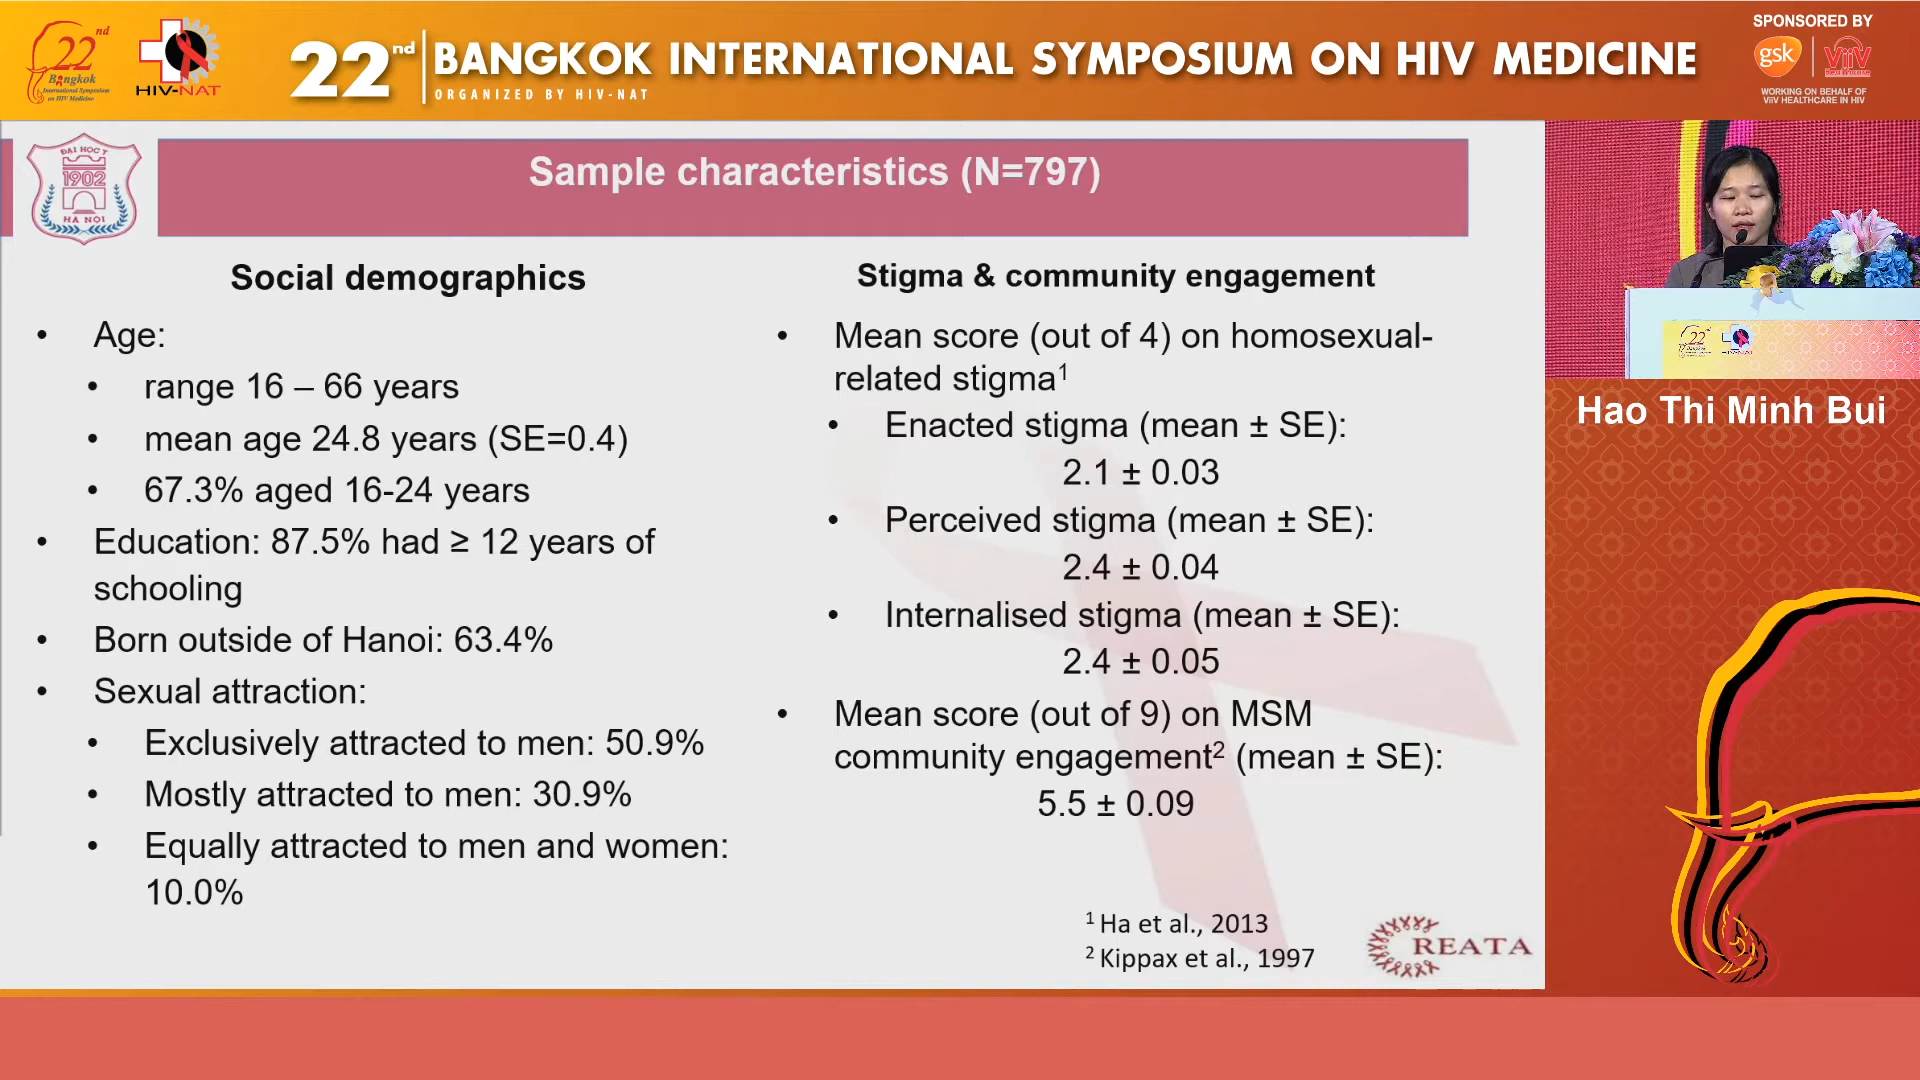 22nd
Bangkok
International Symposium
on HIV Medicine
HIV-NAT
22nd BANGKOK INTERNATIONAL SYMPOSIUM ON HIV MEDICINE
ORGANIZED BY HIV-NAT
SPONSORED BY
gsk
ViiV
Healthcare
WORKING ON BEHALF OF
ViiV HEALTHCARE IN HIV
ĐẠI HỌC Y
1902
HÀ NỘI
Sample characteristics (N=797)
Social demographics
• Age:
• range 16 – 66 years
• mean age 24.8 years (SE=0.4)
• 67.3% aged 16-24 years
• Education: 87.5% had ≥ 12 years of
schooling
• Born outside of Hanoi: 63.4%
• Sexual attraction:
• Exclusively attracted to men: 50.9%
• Mostly attracted to men: 30.9%
• Equally attracted to men and women:
10.0%
Stigma & community engagement
• Mean score (out of 4) on homosexual-
related stigma1
• Enacted stigma (mean ± SE):
2.1 ± 0.03
• Perceived stigma (mean ± SE):
2.4 ± 0.04
• Internalised stigma (mean ± SE):
2.4 ± 0.05
• Mean score (out of 9) on MSM
community engagement2 (mean ± SE):
5.5 ± 0.09
1 Ha et al., 2013
2 Kippax et al., 1997
CREATA
22
HIV-NAT
Hao Thi Minh Bui